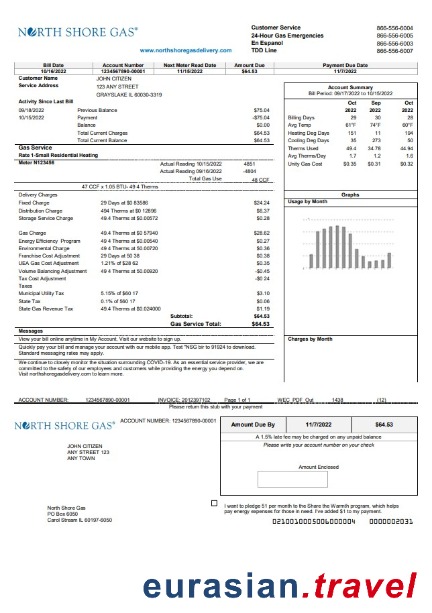 NORTH SHORE GAS®
www.northshoregasdelivery.com
Customer Service 866-556-6004
24-Hour Gas Emergencies 866-556-6005
En Espanol 866-556-6003
TDD Line 866-556-6007
Bill Date Account Number Next Meter Read Date Amount Due Payment Due Date
10/16/2022 1234567890-00001 11/15/2022 $64.53 11/7/2022
Customer Name JOHN CITIZEN
Service Address 123 ANY STREET
GRAYSLAKE IL 60030-3319
Activity Since Last Bill
09/18/2022 Previous Balance $75.04
10/15/2022 Payment -$75.04
Balance $0.00
Total Current Charges $64.53
Total Current Balance $64.53
Gas Service
Rate 1-Small Residential Heating
Meter N123456 Actual Reading 10/15/2022 4851
Actual Reading 09/16/2022 -4804
Total Gas Use 48 CCF
47 CCF x 1.05 BTU- 49.4 Therms
Delivery Charges
Fixed Charge 29 Days at $0.83586 $24.24
Distribution Charge 494 Therms at $0.12896 $6.37
Storage Service Charge 49.4 Therms at $0.00572 $0.28
Gas Charge 49.4 Therms at $0.57940 $28.62
Energy Efficiency Program 49.4 Therms at $0.00540 $0.27
Environmental Charge 49.4 Therms at $0.00720 $0.36
Franchise Cost Adjustment 29 Days at $0.38 $0.38
UEA Gas Cost Adjustment 1.21% of $28.62 $0.35
Volume Balancing Adjustment 49.4 Therms at $0.00920 -$0.45
Tax Cost Adjustment -$0.24
Taxes
Municipal Utility Tax 5.15% of $60.17 $3.10
State Tax 0.1% of $60.17 $0.06
State Gas Revenue Tax 49.4 Therms at $0.024000 $1.19
Subtotal: $64.53
Gas Service Total: $64.53
Messages
View your bill online anytime in My Account. Visit our website to sign up.
Quickly pay your bill and manage your account with our mobile app. Text "NSG bir to 91924 to download.
Standard messaging rates may apply.
We continue to closely monitor the situation surrounding COVID-19. As an essential service provider, we are
committed to the safety of our employees and customers while providing the energy you depend on.
Visit northshoregasdelivery.com to learn more.
Account Summary
Bill Period: 09/17/2022 to 10/15/2022
Oct Sep Oct
2022 2022 2022
Billing Days 29 30 28
Avg Temp 61°F 74°F 60°F
Heating Deg Days 151 11 194
Cooling Deg Days 35 273 50
Therms Used 49.4 34.78 44.94
Avg Therms/Day 1.7 1.2 1.6
Unity Gas Cost $0.35 $0.31 $0.32
Graphs
Usage by Month
Charges by Month
ACCOUNT NUMBER: 1234567890-00001 INVOICE: 2012397102 Page 1 of 1 WEC_PDF_Out 1438 (12)
Please return this stub with your payment
NORTH SHORE GAS® ACCOUNT NUMBER: 1234567890-00001
Amount Due By 11/7/2022 $64.53
A 1.5% late fee may be charged on any unpaid balance
Please write your account number on your check
Amount Enclosed
JOHN CITIZEN
ANY STREET 123
ANY TOWN
I want to pledge $1 per month to the Share the Warmth program, which helps
pay energy expenses for those in need. I've added $1 to my payment.
North Shore Gas
PO Box 6050
Carol Stream IL 60197-6050
eurasian.travel